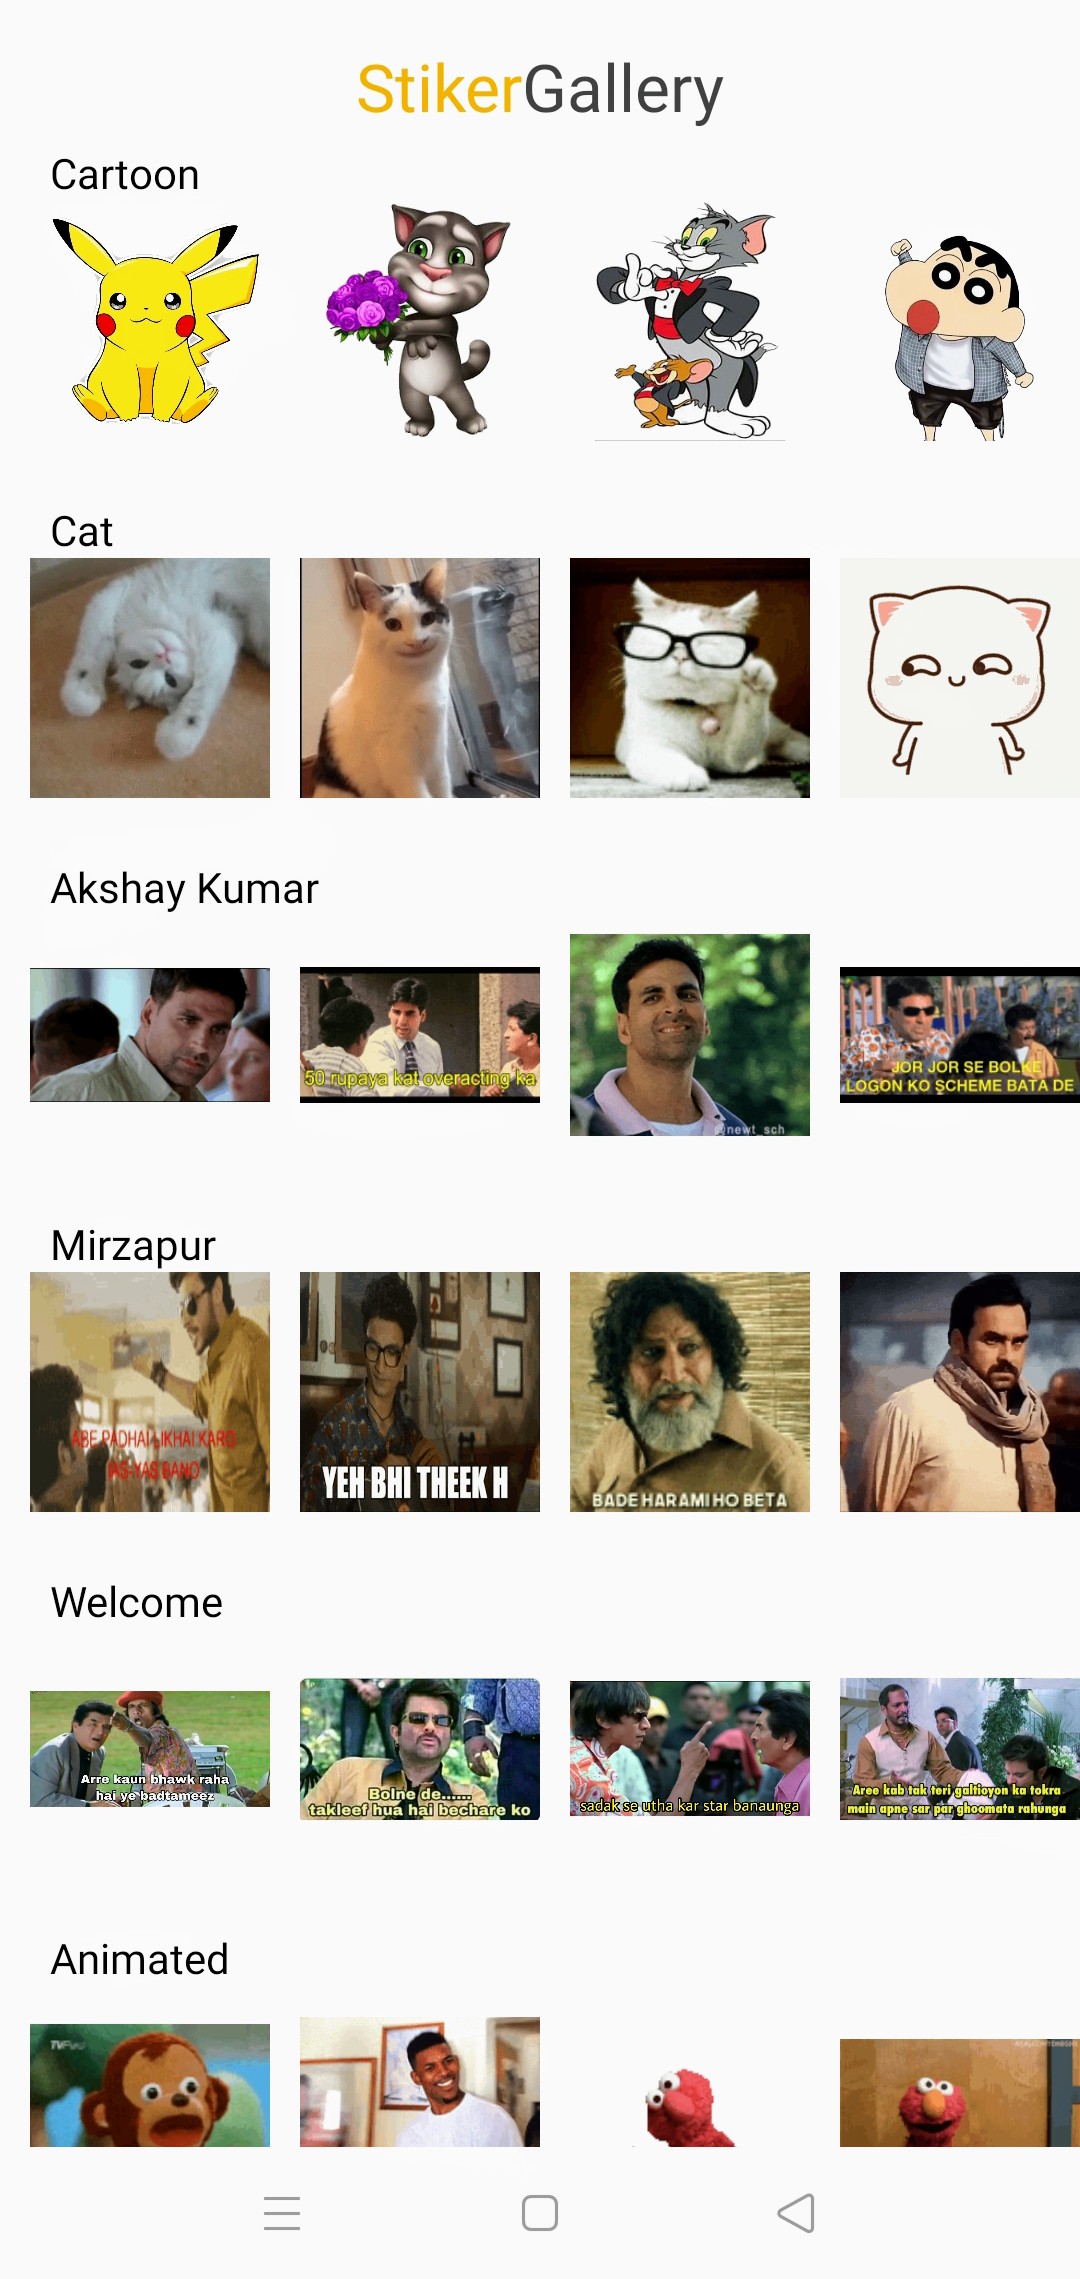 StikerGallery
Cartoon
Cat
Akshay Kumar
50 rupaya kat overacting ka
@newt_sch
JOR JOR SE BOLKE
LOGON KO SCHEME BATA DE
Mirzapur
ABE PADHAI LIKHAI KARO
IAS-YAS BANO
YEH BHI THEEK H
BADE HARAMI HO BETA
Welcome
Arre kaun bhawk raha
hai ye badtameez
Bolne de......
takleef hua hai bechare ko
sadak se utha kar star banaunga
Aree kab tak teri galtioyon ka tokra
main apne sar par ghoomata rahunga
Animated